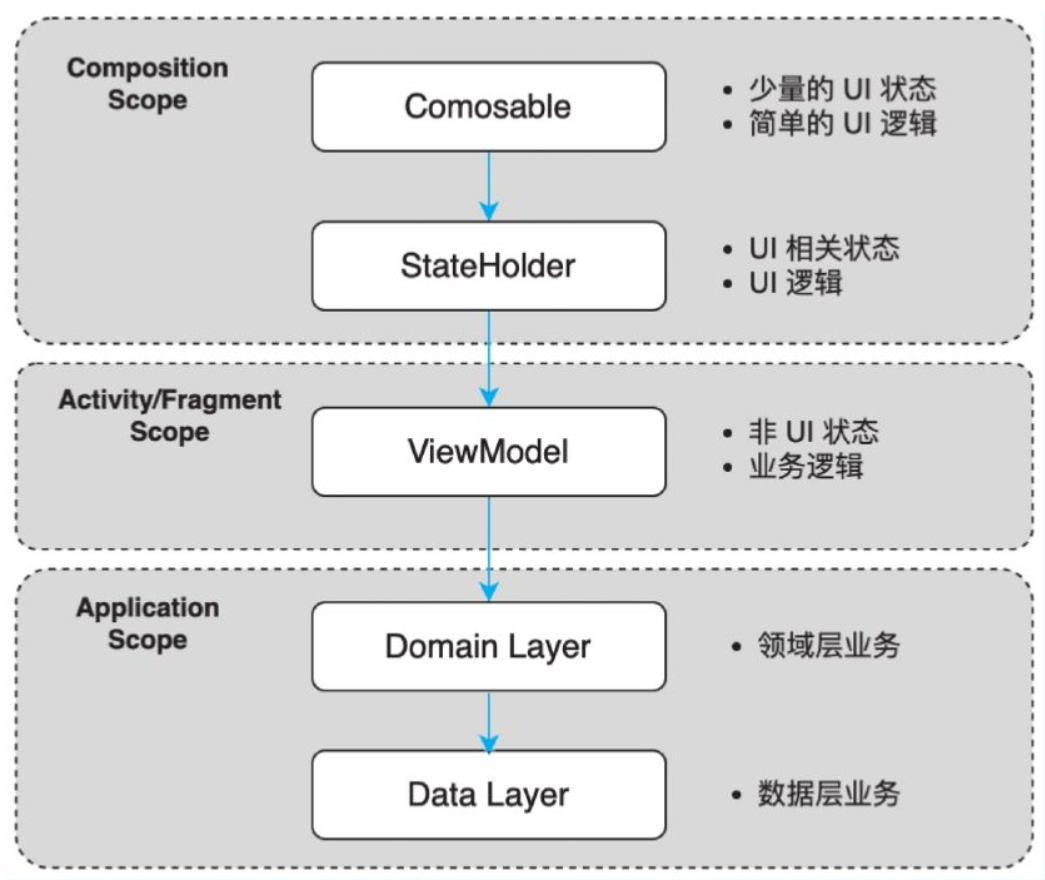 Composition
Scope
Comosable
• 少量的 UI 状态
• 简单的 UI 逻辑
StateHolder
• UI 相关状态
• UI 逻辑
Activity/Fragment
Scope
ViewModel
• 非 UI 状态
• 业务逻辑
Application
Scope
Domain Layer
• 领域层业务
Data Layer
• 数据层业务